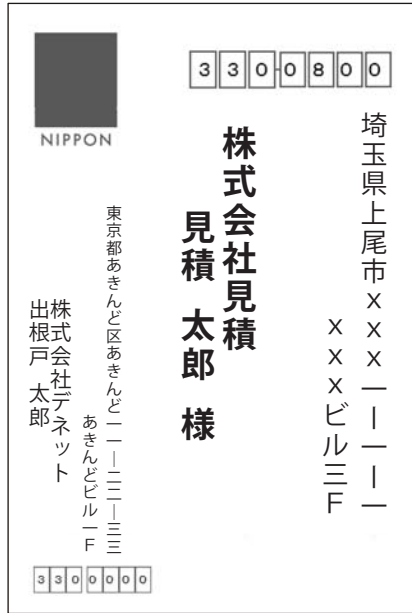 330-0800
埼玉県上尾市ｘｘｘ一ー一ー一
ｘｘｘビル三Ｆ
株式会社見積
見積 太郎 様
NIPPON
東京都あきんど区あきんど一一―二二―三三
あきんどビル一Ｆ
株式会社デネット
出根戸 太郎
3300000